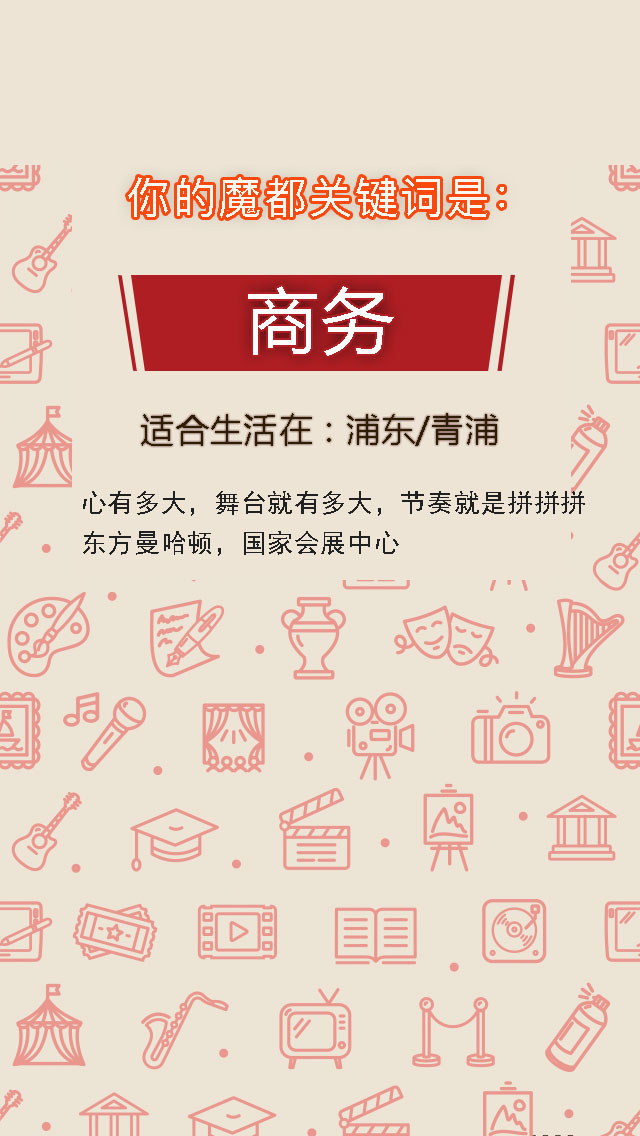 你的魔都关键词是：
商务
适合生活在：浦东/青浦
心有多大，舞台就有多大，节奏就是拼拼拼
东方曼哈顿，国家会展中心